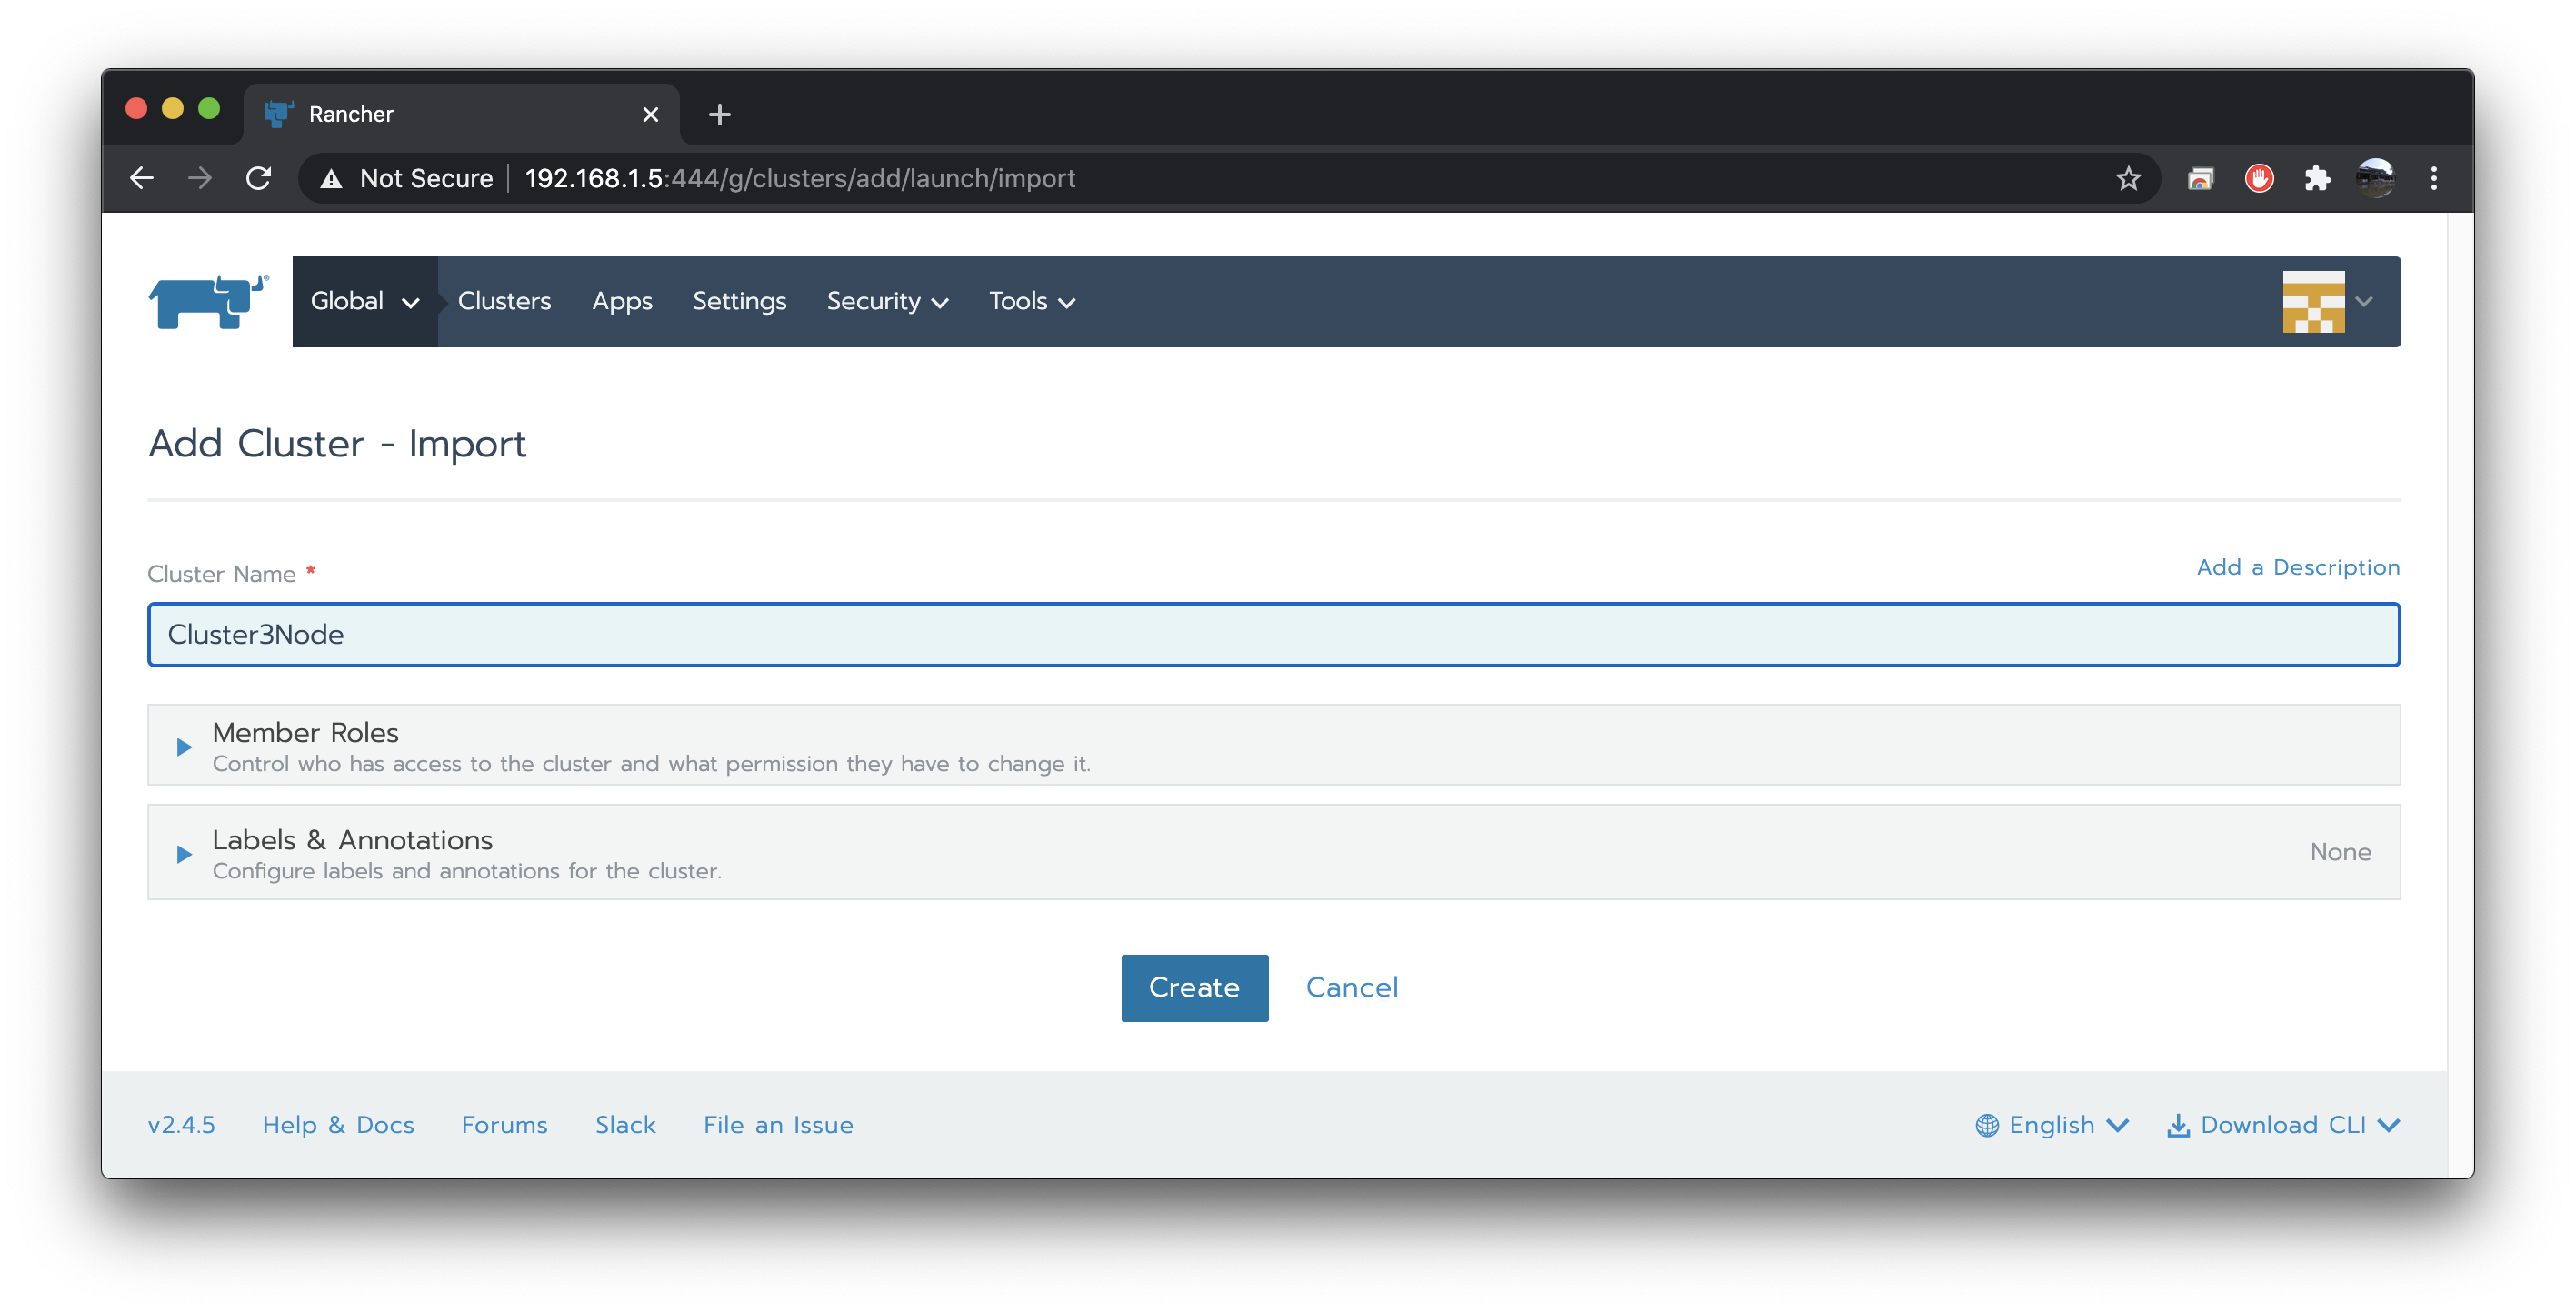 Rancher
Not Secure 192.168.1.5:444/g/clusters/add/launch/import
Global Clusters Apps Settings Security Tools
Add Cluster - Import
Cluster Name * Add a Description
Cluster3Node
Member Roles
Control who has access to the cluster and what permission they have to change it.
Labels & Annotations
Configure labels and annotations for the cluster.
None
Create Cancel
v2.4.5 Help & Docs Forums Slack File an Issue English Download CLI